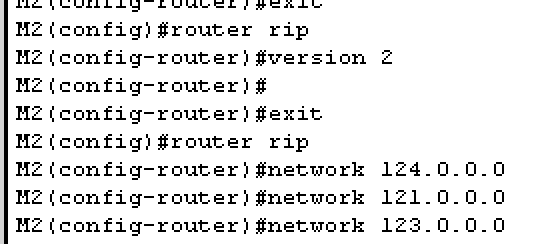 M2(config-router)#exit
M2(config)#router rip
M2(config-router)#version 2
M2(config-router)#
M2(config-router)#exit
M2(config)#router rip
M2(config-router)#network 124.0.0.0
M2(config-router)#network 121.0.0.0
M2(config-router)#network 123.0.0.0